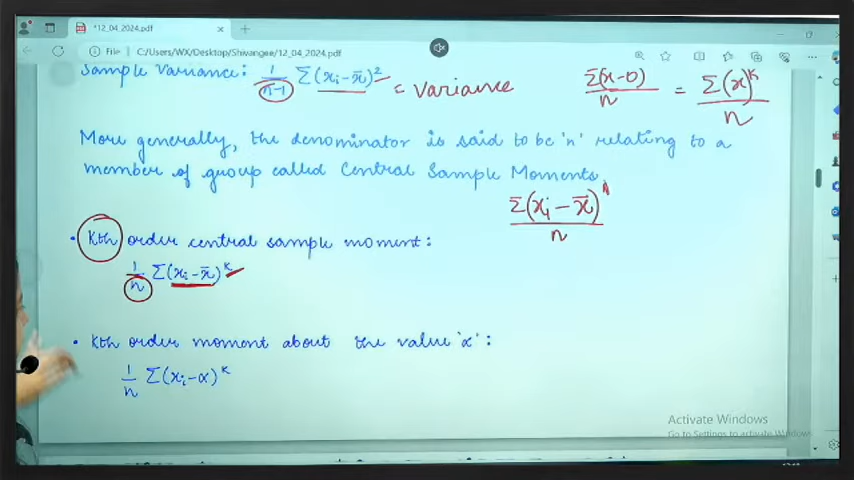 *12_04_2024.pdf
File C:/Users/WX/Desktop/Shivangee/12_04_2024.pdf
Sample Variance: 1/n-1 Σ(xi-x̄)² = Variance
Σ(x-0)/n = Σ(x)^k/n
More generally, the denominator is said to be 'n' relating to a
member of group called Central Sample Moments.
Σ(xi-x̄)/n
• Kth order central sample moment:
1/n Σ(xi-x̄)^k
• Kth order moment about the value 'α':
1/n Σ(xi-α)^k
Activate Windows
Go to Settings to activate Windows.